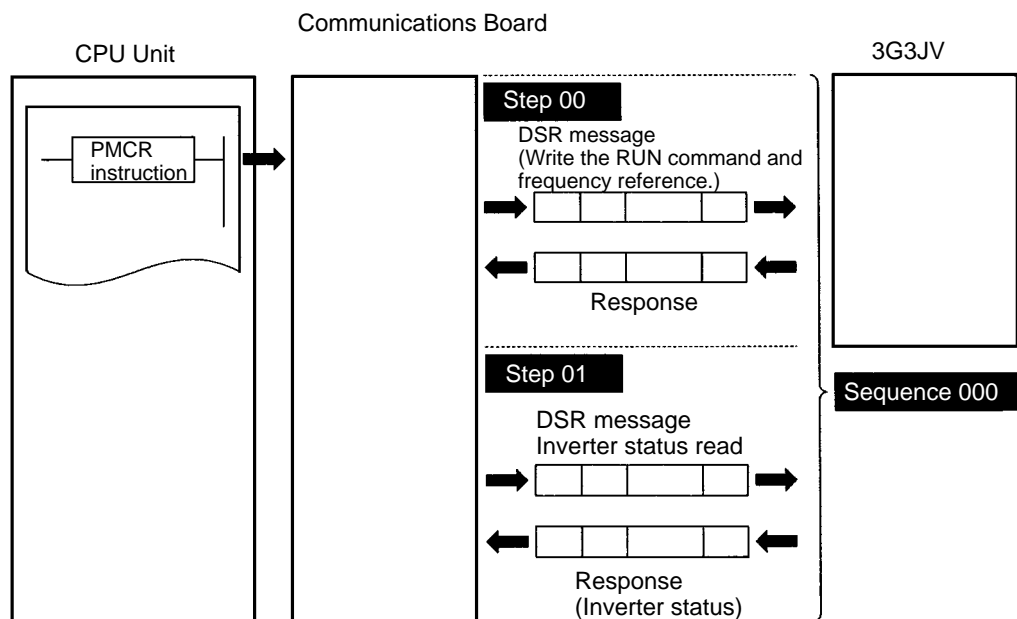 Communications Board
CPU Unit
3G3JV
PMCR
instruction
Step 00
DSR message
(Write the RUN command and
frequency reference.)
Response
Step 01
Sequence 000
DSR message
Inverter status read
Response
(Inverter status)